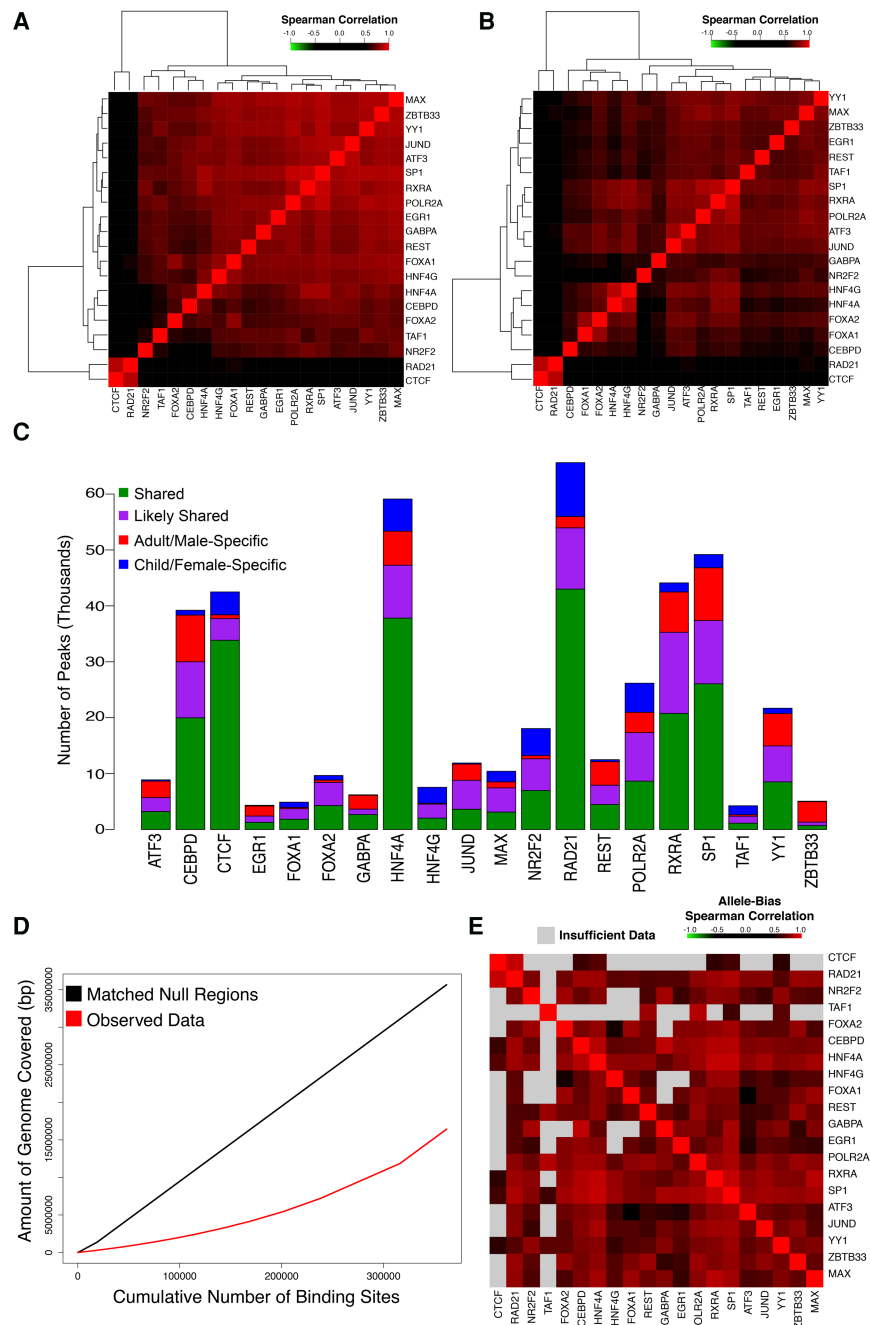 A
Spearman Correlation
-1.0 -0.5 0.0 0.5 1.0
MAX
ZBTB33
YY1
JUND
ATF3
SP1
RXRA
POLR2A
EGR1
GABPA
REST
FOXA1
HNF4G
HNF4A
CEBPD
FOXA2
TAF1
NR2F2
RAD21
CTCF
CTCF RAD21 NR2F2 TAF1 FOXA2 CEBPD HNF4A HNF4G FOXA1 REST GABPA EGR1 POLR2A RXRA SP1 ATF3 JUND YY1 ZBTB33 MAX
B
Spearman Correlation
-1.0 -0.5 0.0 0.5 1.0
YY1
MAX
ZBTB33
EGR1
REST
TAF1
SP1
RXRA
POLR2A
ATF3
JUND
GABPA
NR2F2
HNF4G
HNF4A
FOXA2
FOXA1
CEBPD
RAD21
CTCF
CTCF RAD21 CEBPD FOXA1 FOXA2 HNF4A HNF4G NR2F2 GABPA JUND ATF3 POLR2A RXRA SP1 TAF1 REST EGR1 ZBTB33 MAX YY1
C
Number of Peaks (Thousands)
60
50
40
30
20
10
0
Shared
Likely Shared
Adult/Male-Specific
Child/Female-Specific
ATF3 CEBPD CTCF EGR1 FOXA1 FOXA2 GABPA HNF4A HNF4G JUND MAX NR2F2 RAD21 REST POLR2A RXRA SP1 TAF1 YY1 ZBTB33
D
Amount of Genome Covered (bp)
35000000
25000000
15000000
5000000
0
Matched Null Regions
Observed Data
0 100000 200000 300000
Cumulative Number of Binding Sites
E
Insufficient Data
Allele-Bias
Spearman Correlation
-1.0 -0.5 0.0 0.5 1.0
CTCF
RAD21
NR2F2
TAF1
FOXA2
CEBPD
HNF4A
HNF4G
FOXA1
REST
GABPA
EGR1
POLR2A
RXRA
SP1
ATF3
JUND
YY1
ZBTB33
MAX
CTCF RAD21 NR2F2 TAF1 FOXA2 CEBPD HNF4A HNF4G FOXA1 REST GABPA EGR1 OLR2A RXRA SP1 ATF3 JUND YY1 ZBTB33 MAX